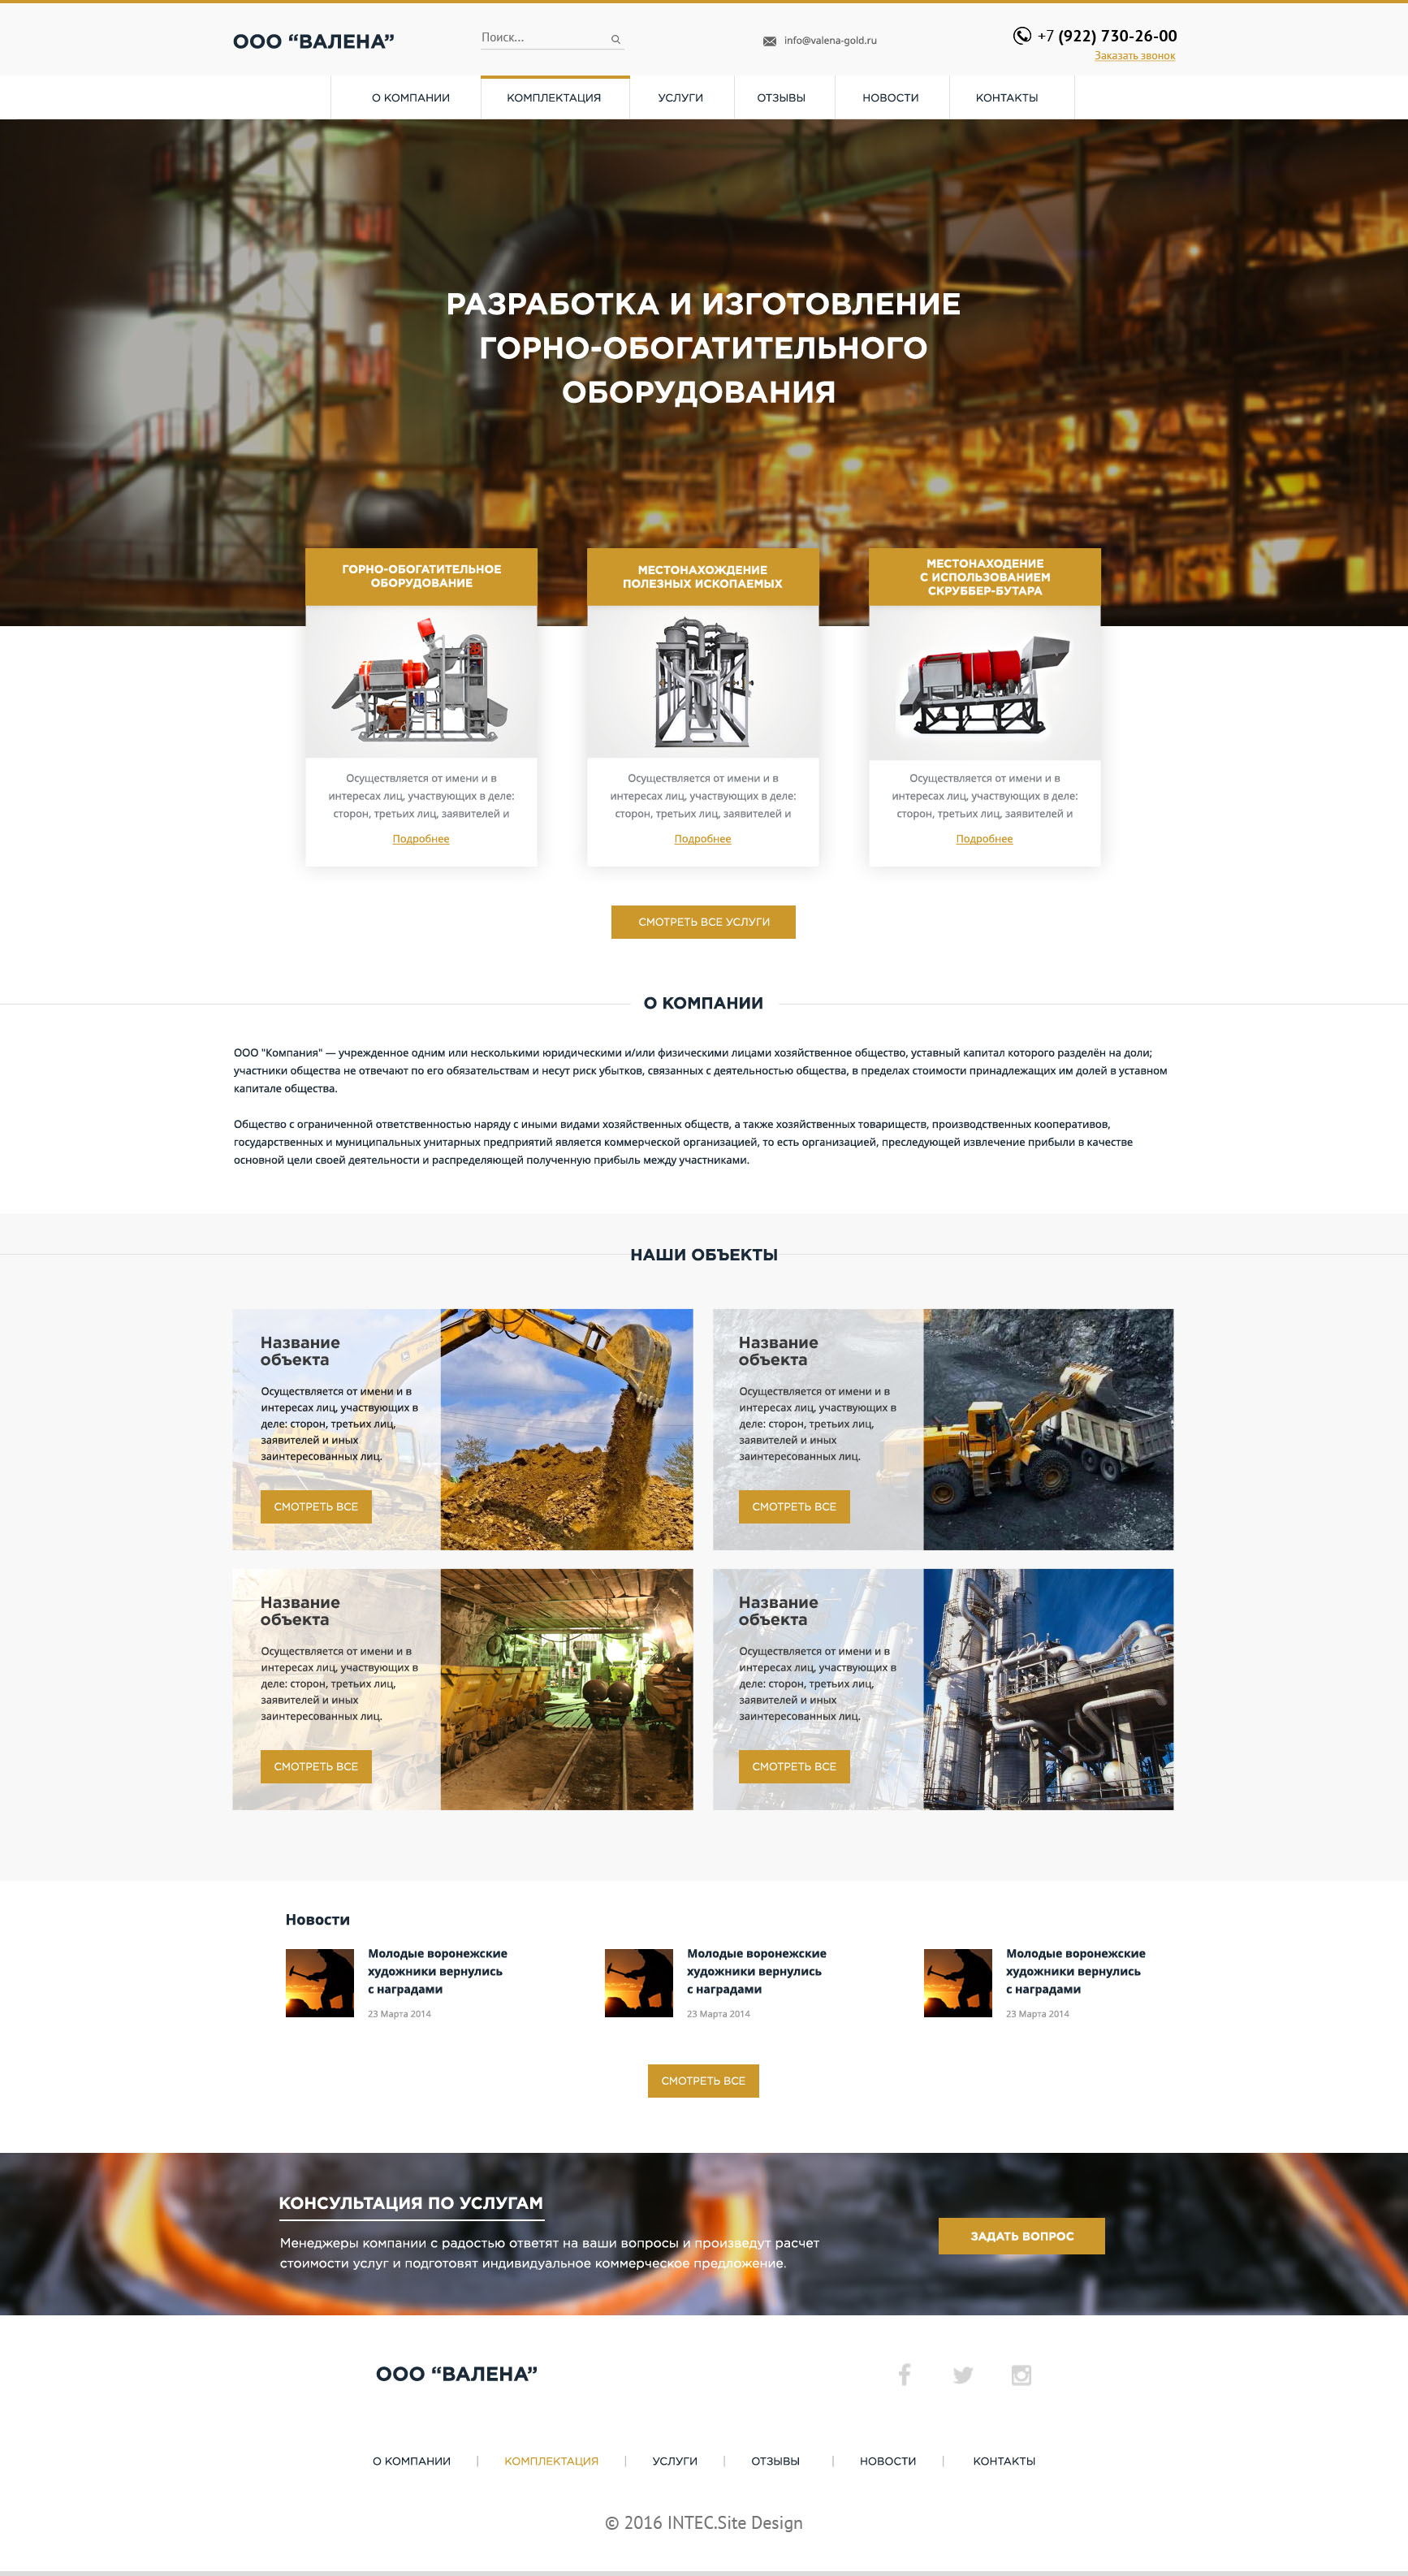 ООО “ВАЛЕНА”
Поиск...
info@valena-gold.ru
+7 (922) 730-26-00
Заказать звонок
О КОМПАНИИ
КОМПЛЕКТАЦИЯ
УСЛУГИ
ОТЗЫВЫ
НОВОСТИ
КОНТАКТЫ
РАЗРАБОТКА И ИЗГОТОВЛЕНИЕ
ГОРНО-ОБОГАТИТЕЛЬНОГО
ОБОРУДОВАНИЯ
ГОРНО-ОБОГАТИТЕЛЬНОЕ
ОБОРУДОВАНИЕ
Осуществляется от имени и в
интересах лиц, участвующих в деле:
сторон, третьих лиц, заявителей и
Подробнее
МЕСТОНАХОЖДЕНИЕ
ПОЛЕЗНЫХ ИСКОПАЕМЫХ
Осуществляется от имени и в
интересах лиц, участвующих в деле:
сторон, третьих лиц, заявителей и
Подробнее
МЕСТОНАХОДЕНИЕ
С ИСПОЛЬЗОВАНИЕМ
СКРУББЕР-БУТАРА
Осуществляется от имени и в
интересах лиц, участвующих в деле:
сторон, третьих лиц, заявителей и
Подробнее
СМОТРЕТЬ ВСЕ УСЛУГИ
О КОМПАНИИ
ООО "Компания" — учрежденное одним или несколькими юридическими и/или физическими лицами хозяйственное общество, уставный капитал которого разделён на доли;
участники общества не отвечают по его обязательствам и несут риск убытков, связанных с деятельностью общества, в пределах стоимости принадлежащих им долей в уставном
капитале общества.
Общество с ограниченной ответственностью наряду с иными видами хозяйственных обществ, а также хозяйственных товариществ, производственных кооперативов,
государственных и муниципальных унитарных предприятий является коммерческой организацией, то есть организацией, преследующей извлечение прибыли в качестве
основной цели своей деятельности и распределяющей полученную прибыль между участниками.
НАШИ ОБЪЕКТЫ
Название
объекта
Осуществляется от имени и в
интересах лиц, участвующих в
деле: сторон, третьих лиц,
заявителей и иных
заинтересованных лиц.
СМОТРЕТЬ ВСЕ
Название
объекта
Осуществляется от имени и в
интересах лиц, участвующих в
деле: сторон, третьих лиц,
заявителей и иных
заинтересованных лиц.
СМОТРЕТЬ ВСЕ
Название
объекта
Осуществляется от имени и в
интересах лиц, участвующих в
деле: сторон, третьих лиц,
заявителей и иных
заинтересованных лиц.
СМОТРЕТЬ ВСЕ
Название
объекта
Осуществляется от имени и в
интересах лиц, участвующих в
деле: сторон, третьих лиц,
заявителей и иных
заинтересованных лиц.
СМОТРЕТЬ ВСЕ
Новости
Молодые воронежские
художники вернулись
с наградами
23 Марта 2014
Молодые воронежские
художники вернулись
с наградами
23 Марта 2014
Молодые воронежские
художники вернулись
с наградами
23 Марта 2014
СМОТРЕТЬ ВСЕ
КОНСУЛЬТАЦИЯ ПО УСЛУГАМ
Менеджеры компании с радостью ответят на ваши вопросы и произведут расчет
стоимости услуг и подготовят индивидуальное коммерческое предложение.
ЗАДАТЬ ВОПРОС
ООО “ВАЛЕНА”
О КОМПАНИИ | КОМПЛЕКТАЦИЯ | УСЛУГИ | ОТЗЫВЫ | НОВОСТИ | КОНТАКТЫ
© 2016 INTEC.Site Design